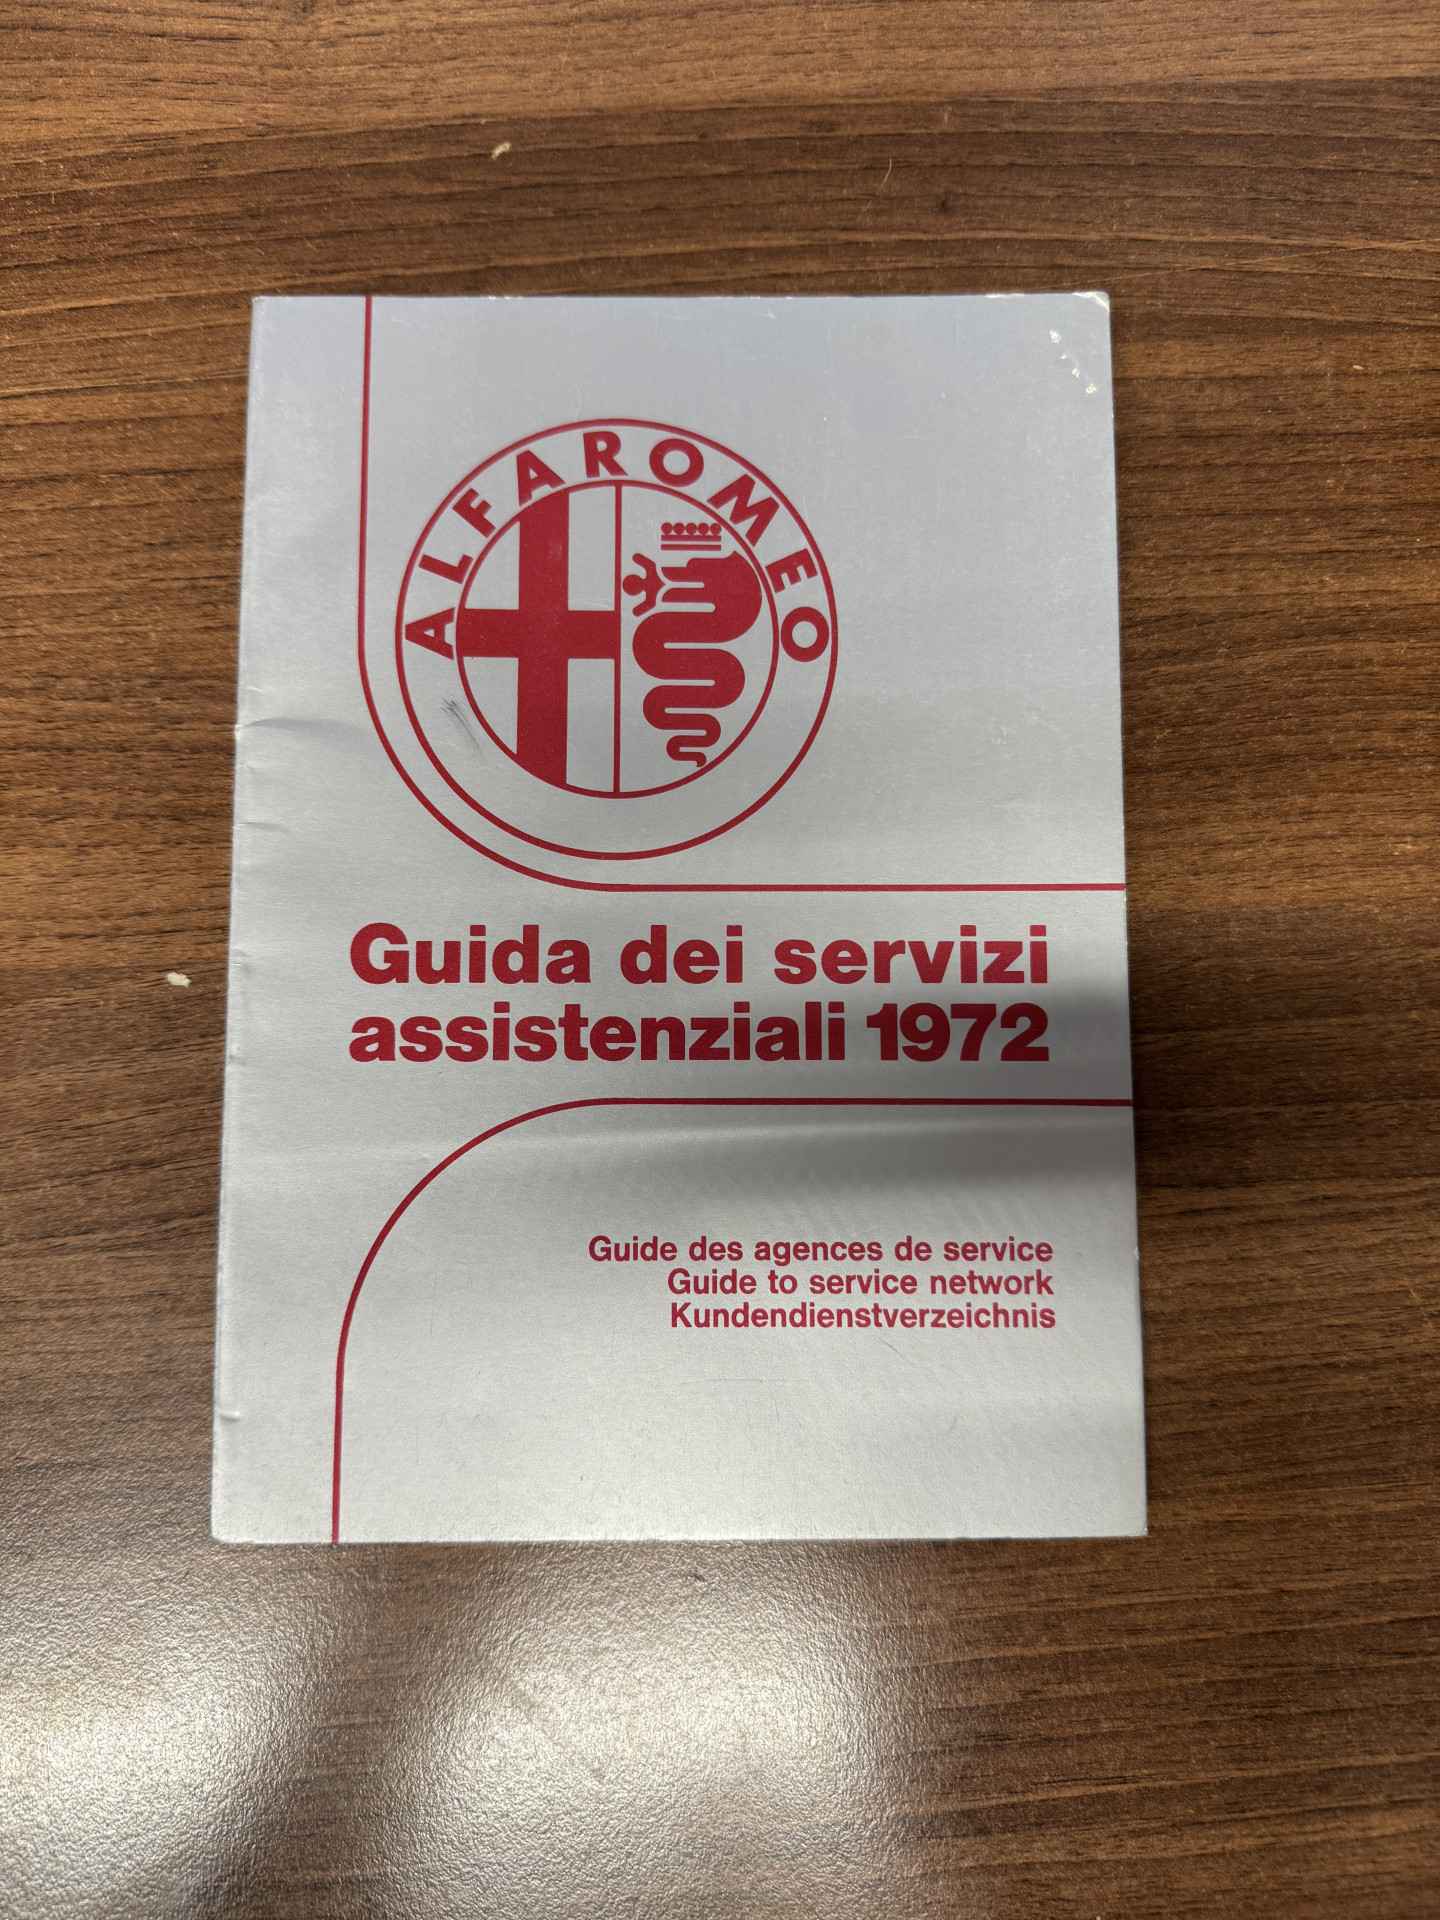 ALFA ROMEO
Guida dei servizi
assistenziali 1972
Guide des agences de service
Guide to service network
Kundendienstverzeichnis